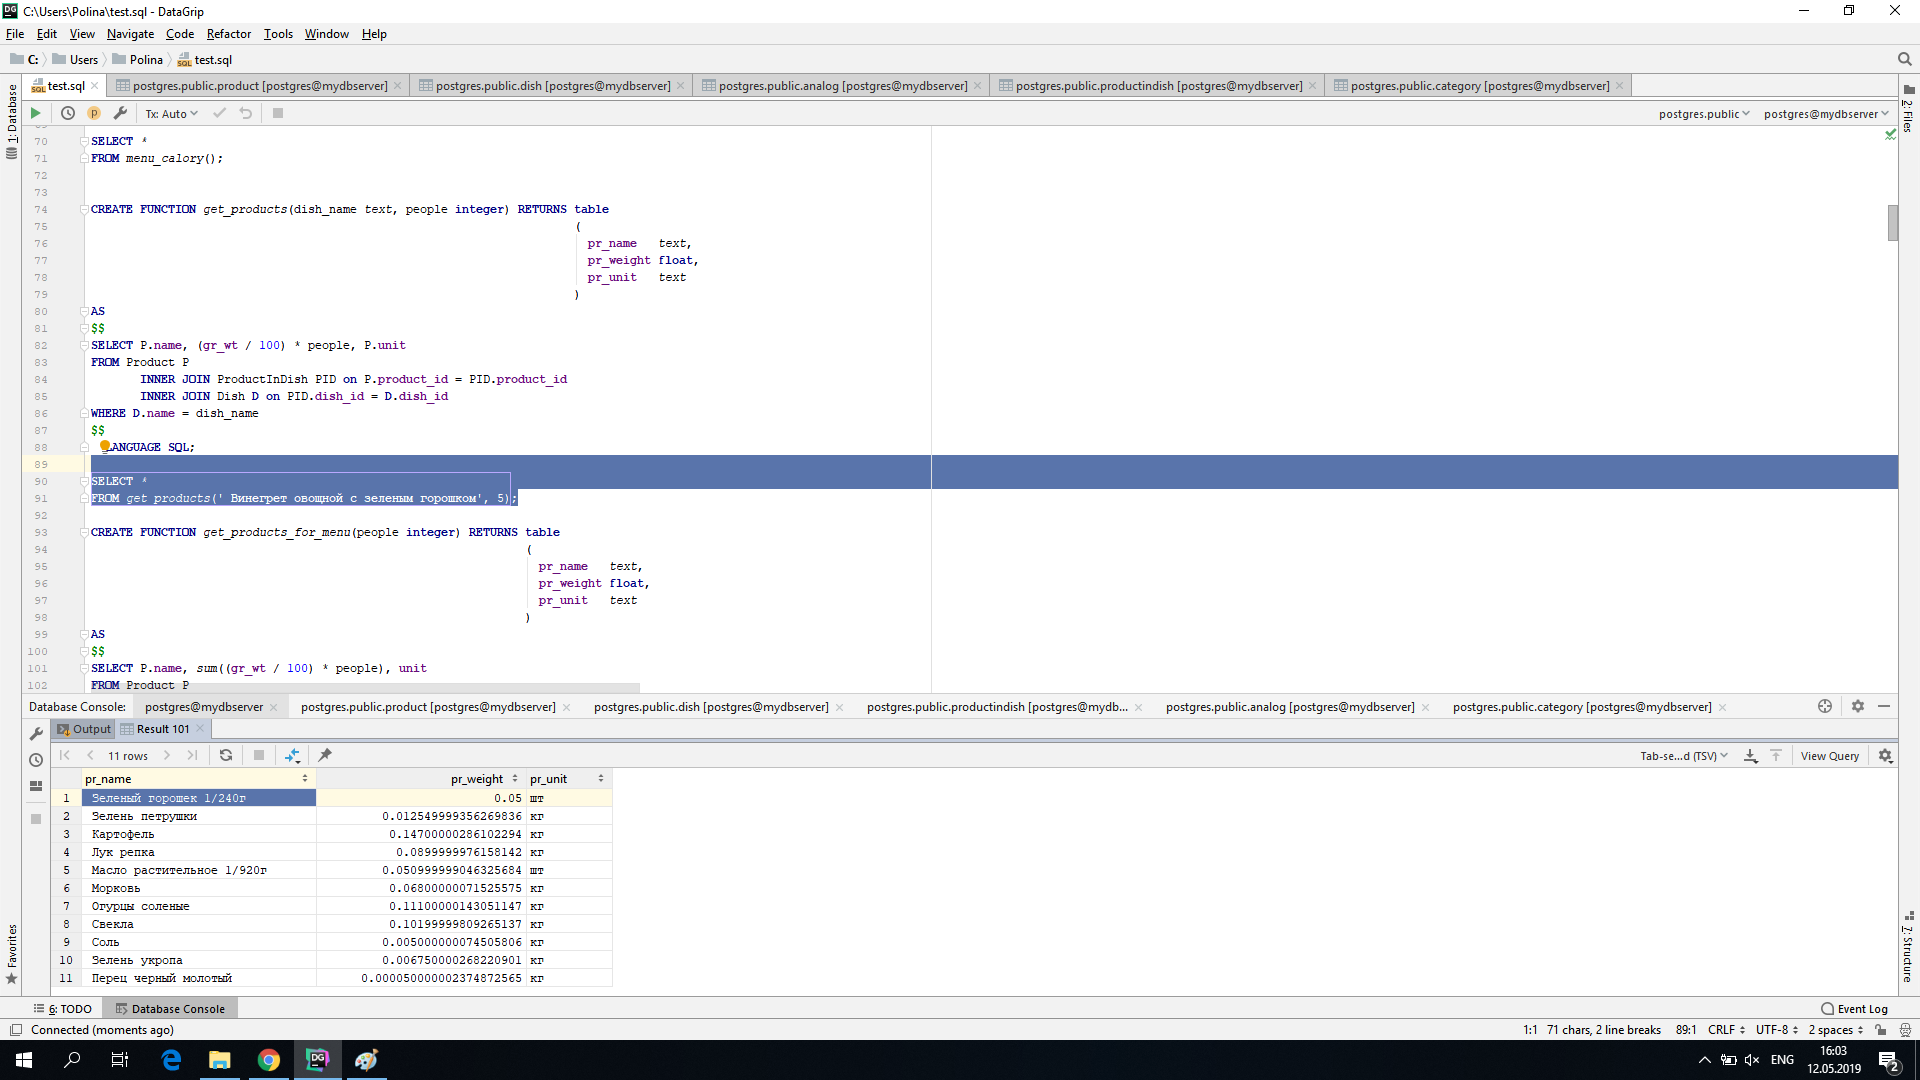 C:\Users\Polina\test.sql - DataGrip
File Edit View Navigate Code Refactor Tools Window Help
C: Users Polina test.sql
test.sql postgres.public.product [postgres@mydbserver] postgres.public.dish [postgres@mydbserver] postgres.public.analog [postgres@mydbserver] postgres.public.productindish [postgres@mydbserver] postgres.public.category [postgres@mydbserver]
Tx: Auto postgres.public postgres@mydbserver
1: Database
2: Files
70 SELECT *
71 FROM menu_calory();
72
73
74 CREATE FUNCTION get_products(dish_name text, people integer) RETURNS table
75 (
76 pr_name text,
77 pr_weight float,
78 pr_unit text
79 )
80 AS
81 $$
82 SELECT P.name, (gr_wt / 100) * people, P.unit
83 FROM Product P
84 INNER JOIN ProductInDish PID on P.product_id = PID.product_id
85 INNER JOIN Dish D on PID.dish_id = D.dish_id
86 WHERE D.name = dish_name
87 $$
88 LANGUAGE SQL;
89
90 SELECT *
91 FROM get_products(' Винегрет овощной с зеленым горошком', 5);
92
93 CREATE FUNCTION get_products_for_menu(people integer) RETURNS table
94 (
95 pr_name text,
96 pr_weight float,
97 pr_unit text
98 )
99 AS
100 $$
101 SELECT P.name, sum((gr_wt / 100) * people), unit
102 FROM Product P
Database Console: postgres@mydbserver postgres.public.product [postgres@mydbserver] postgres.public.dish [postgres@mydbserver] postgres.public.productindish [postgres@mydb... postgres.public.analog [postgres@mydbserver] postgres.public.category [postgres@mydbserver]
Output Result 101
11 rows Tab-se...d (TSV) View Query
pr_name pr_weight pr_unit
1 Зеленый горошек 1/240г 0.05 шт
2 Зелень петрушки 0.012549999356269836 кг
3 Картофель 0.14700000286102294 кг
4 Лук репка 0.0899999976158142 кг
5 Масло растительное 1/920г 0.050999999046325684 шт
6 Морковь 0.06800000071525575 кг
7 Огурцы соленые 0.11100000143051147 кг
8 Свекла 0.10199999809265137 кг
9 Соль 0.005000000074505806 кг
10 Зелень укропа 0.006750000268220901 кг
11 Перец черный молотый 0.000050000002374872565 кг
Favorites
7: Structure
6: TODO Database Console Event Log
Connected (moments ago) 1:1 71 chars, 2 line breaks 89:1 CRLF UTF-8 2 spaces
ENG 16:03
12.05.2019
2